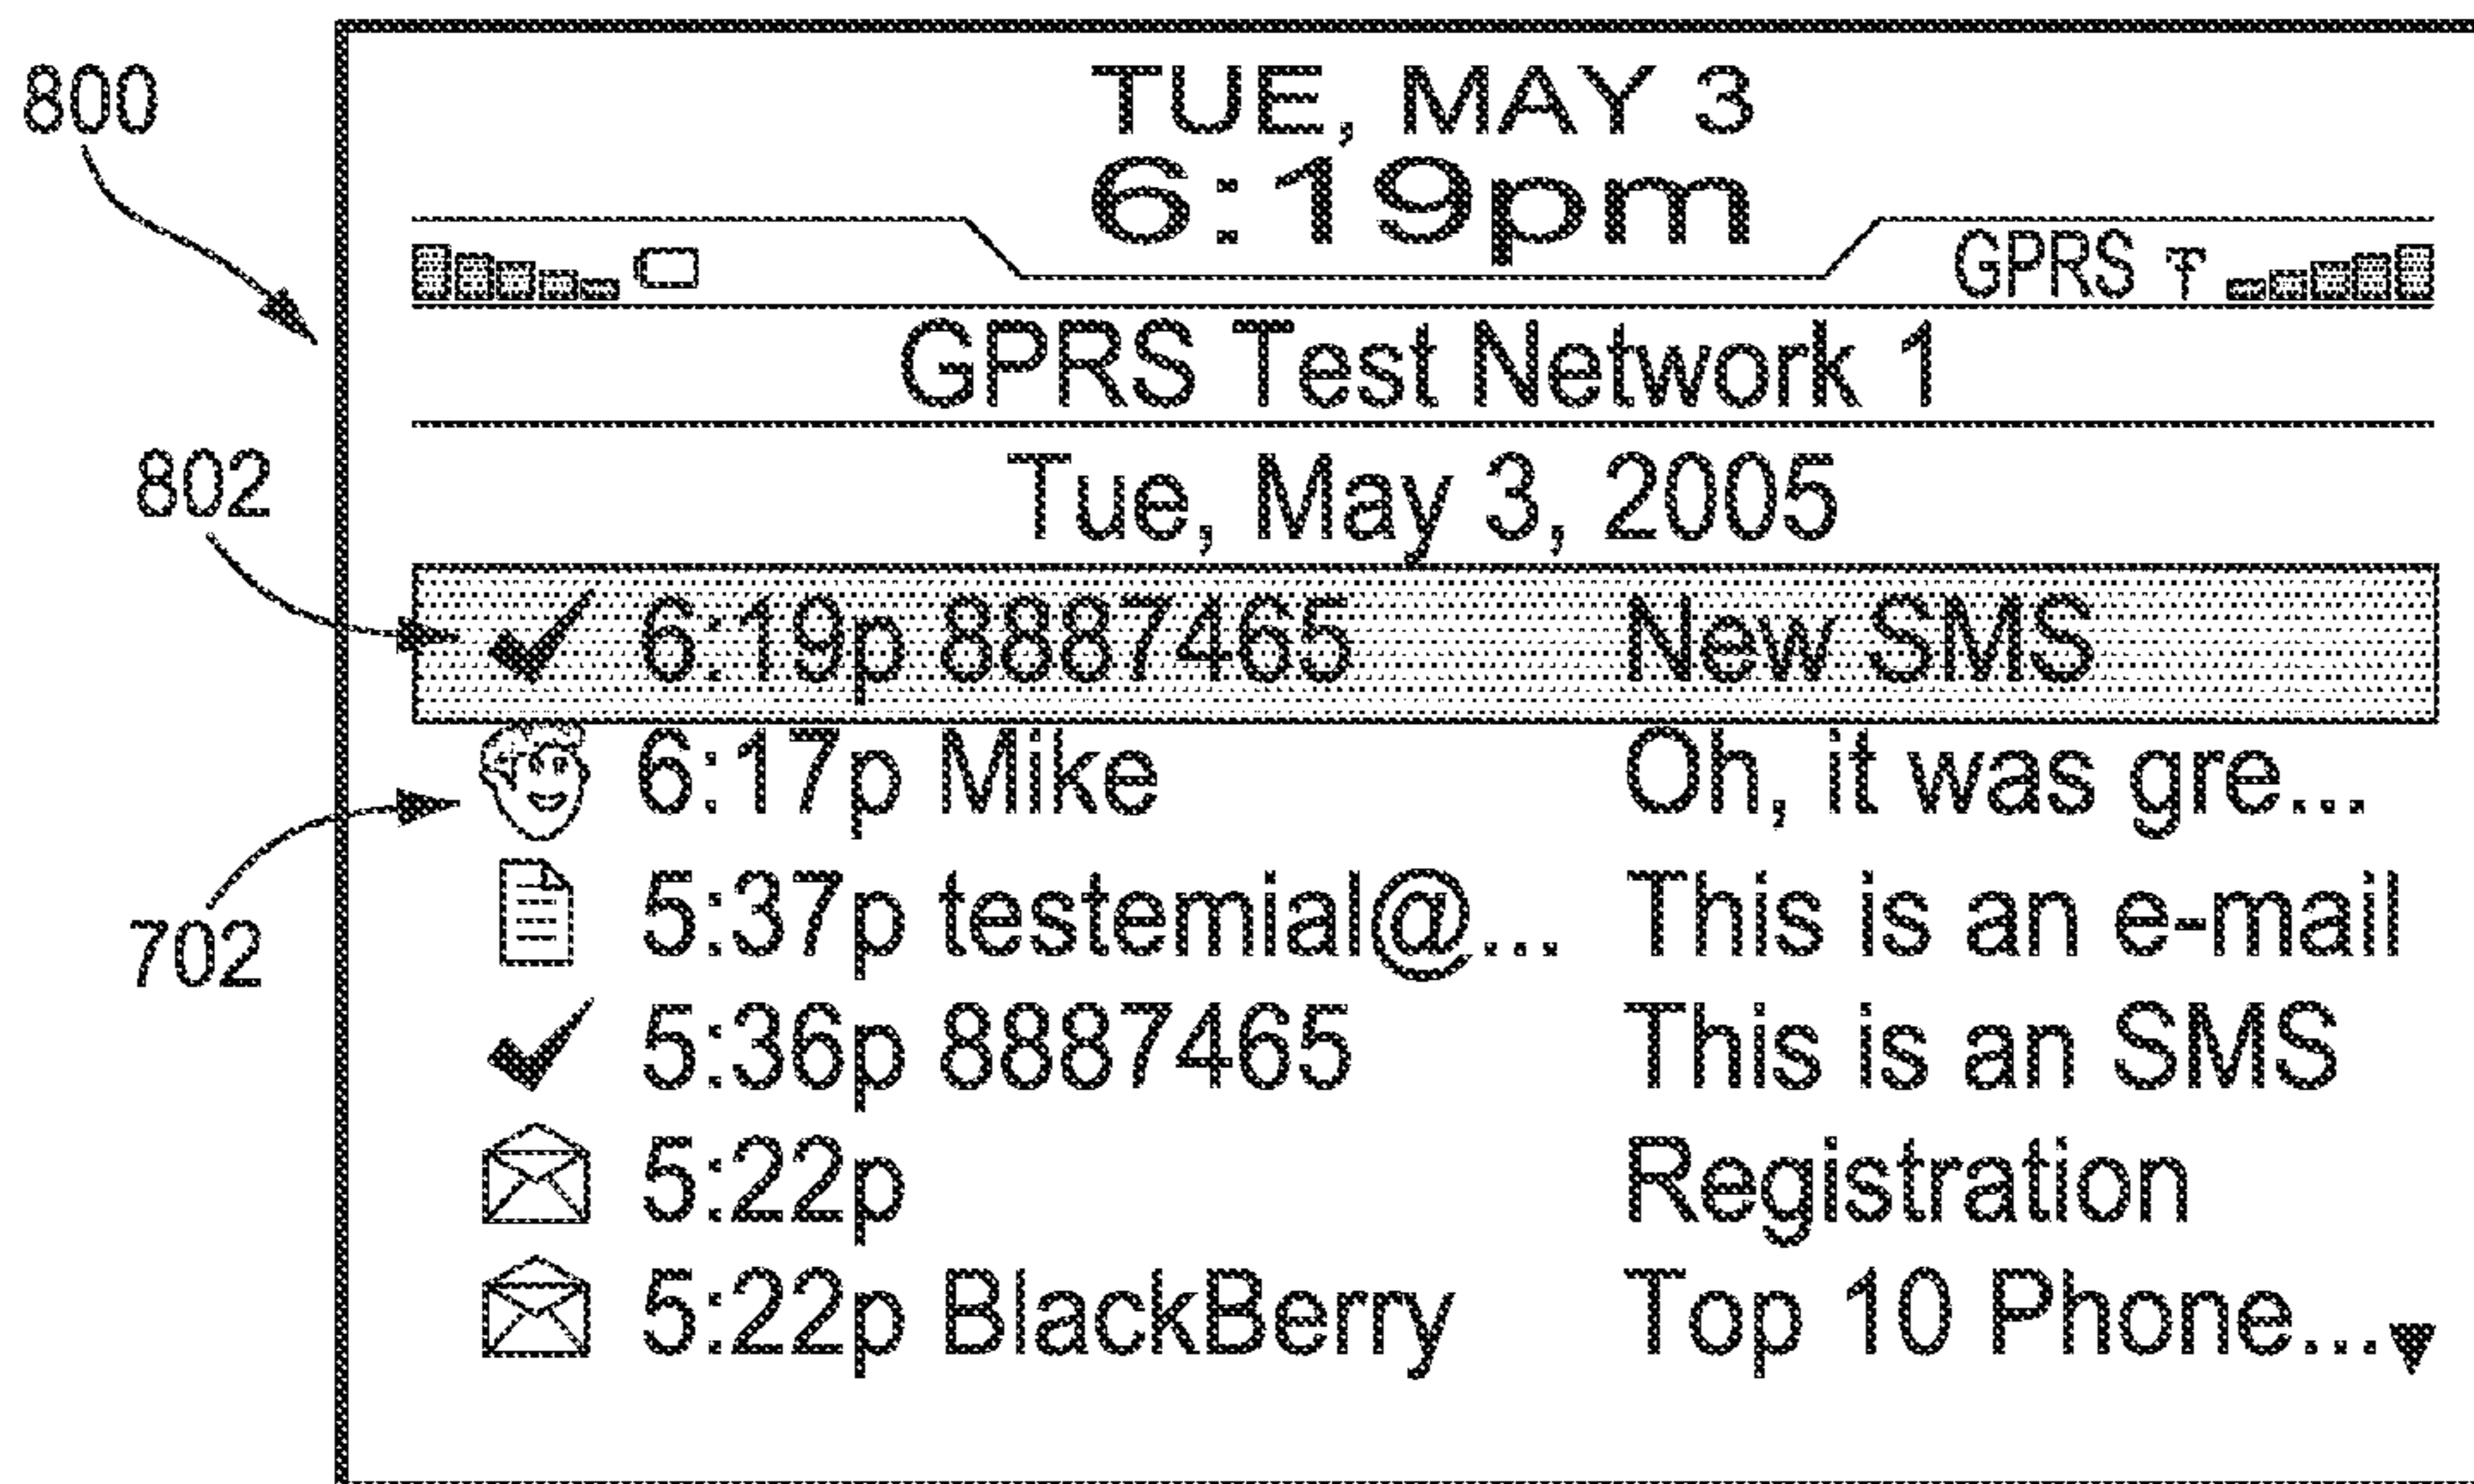 800
TUE, MAY 3
6:19pm
GPRS
GPRS Test Network 1
802
Tue, May 3, 2005
6:19p 8887465 New SMS
6:17p Mike Oh, it was gre...
702
5:37p testemial@... This is an e-mail
5:36p 8887465 This is an SMS
5:22p Registration
5:22p BlackBerry Top 10 Phone...